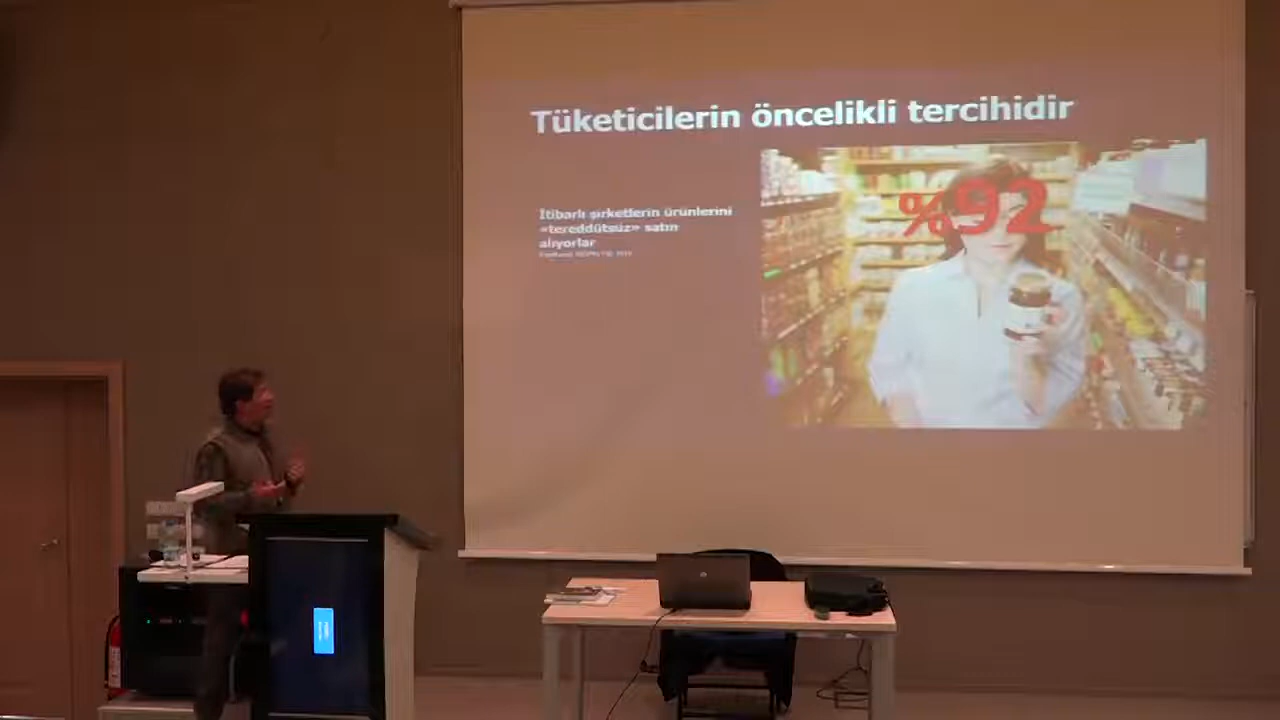 Tüketicilerin öncelikli tercihidir
%92
İtibarlı şirketlerin ürünlerini
«tereddütsüz» satın
alıyorlar